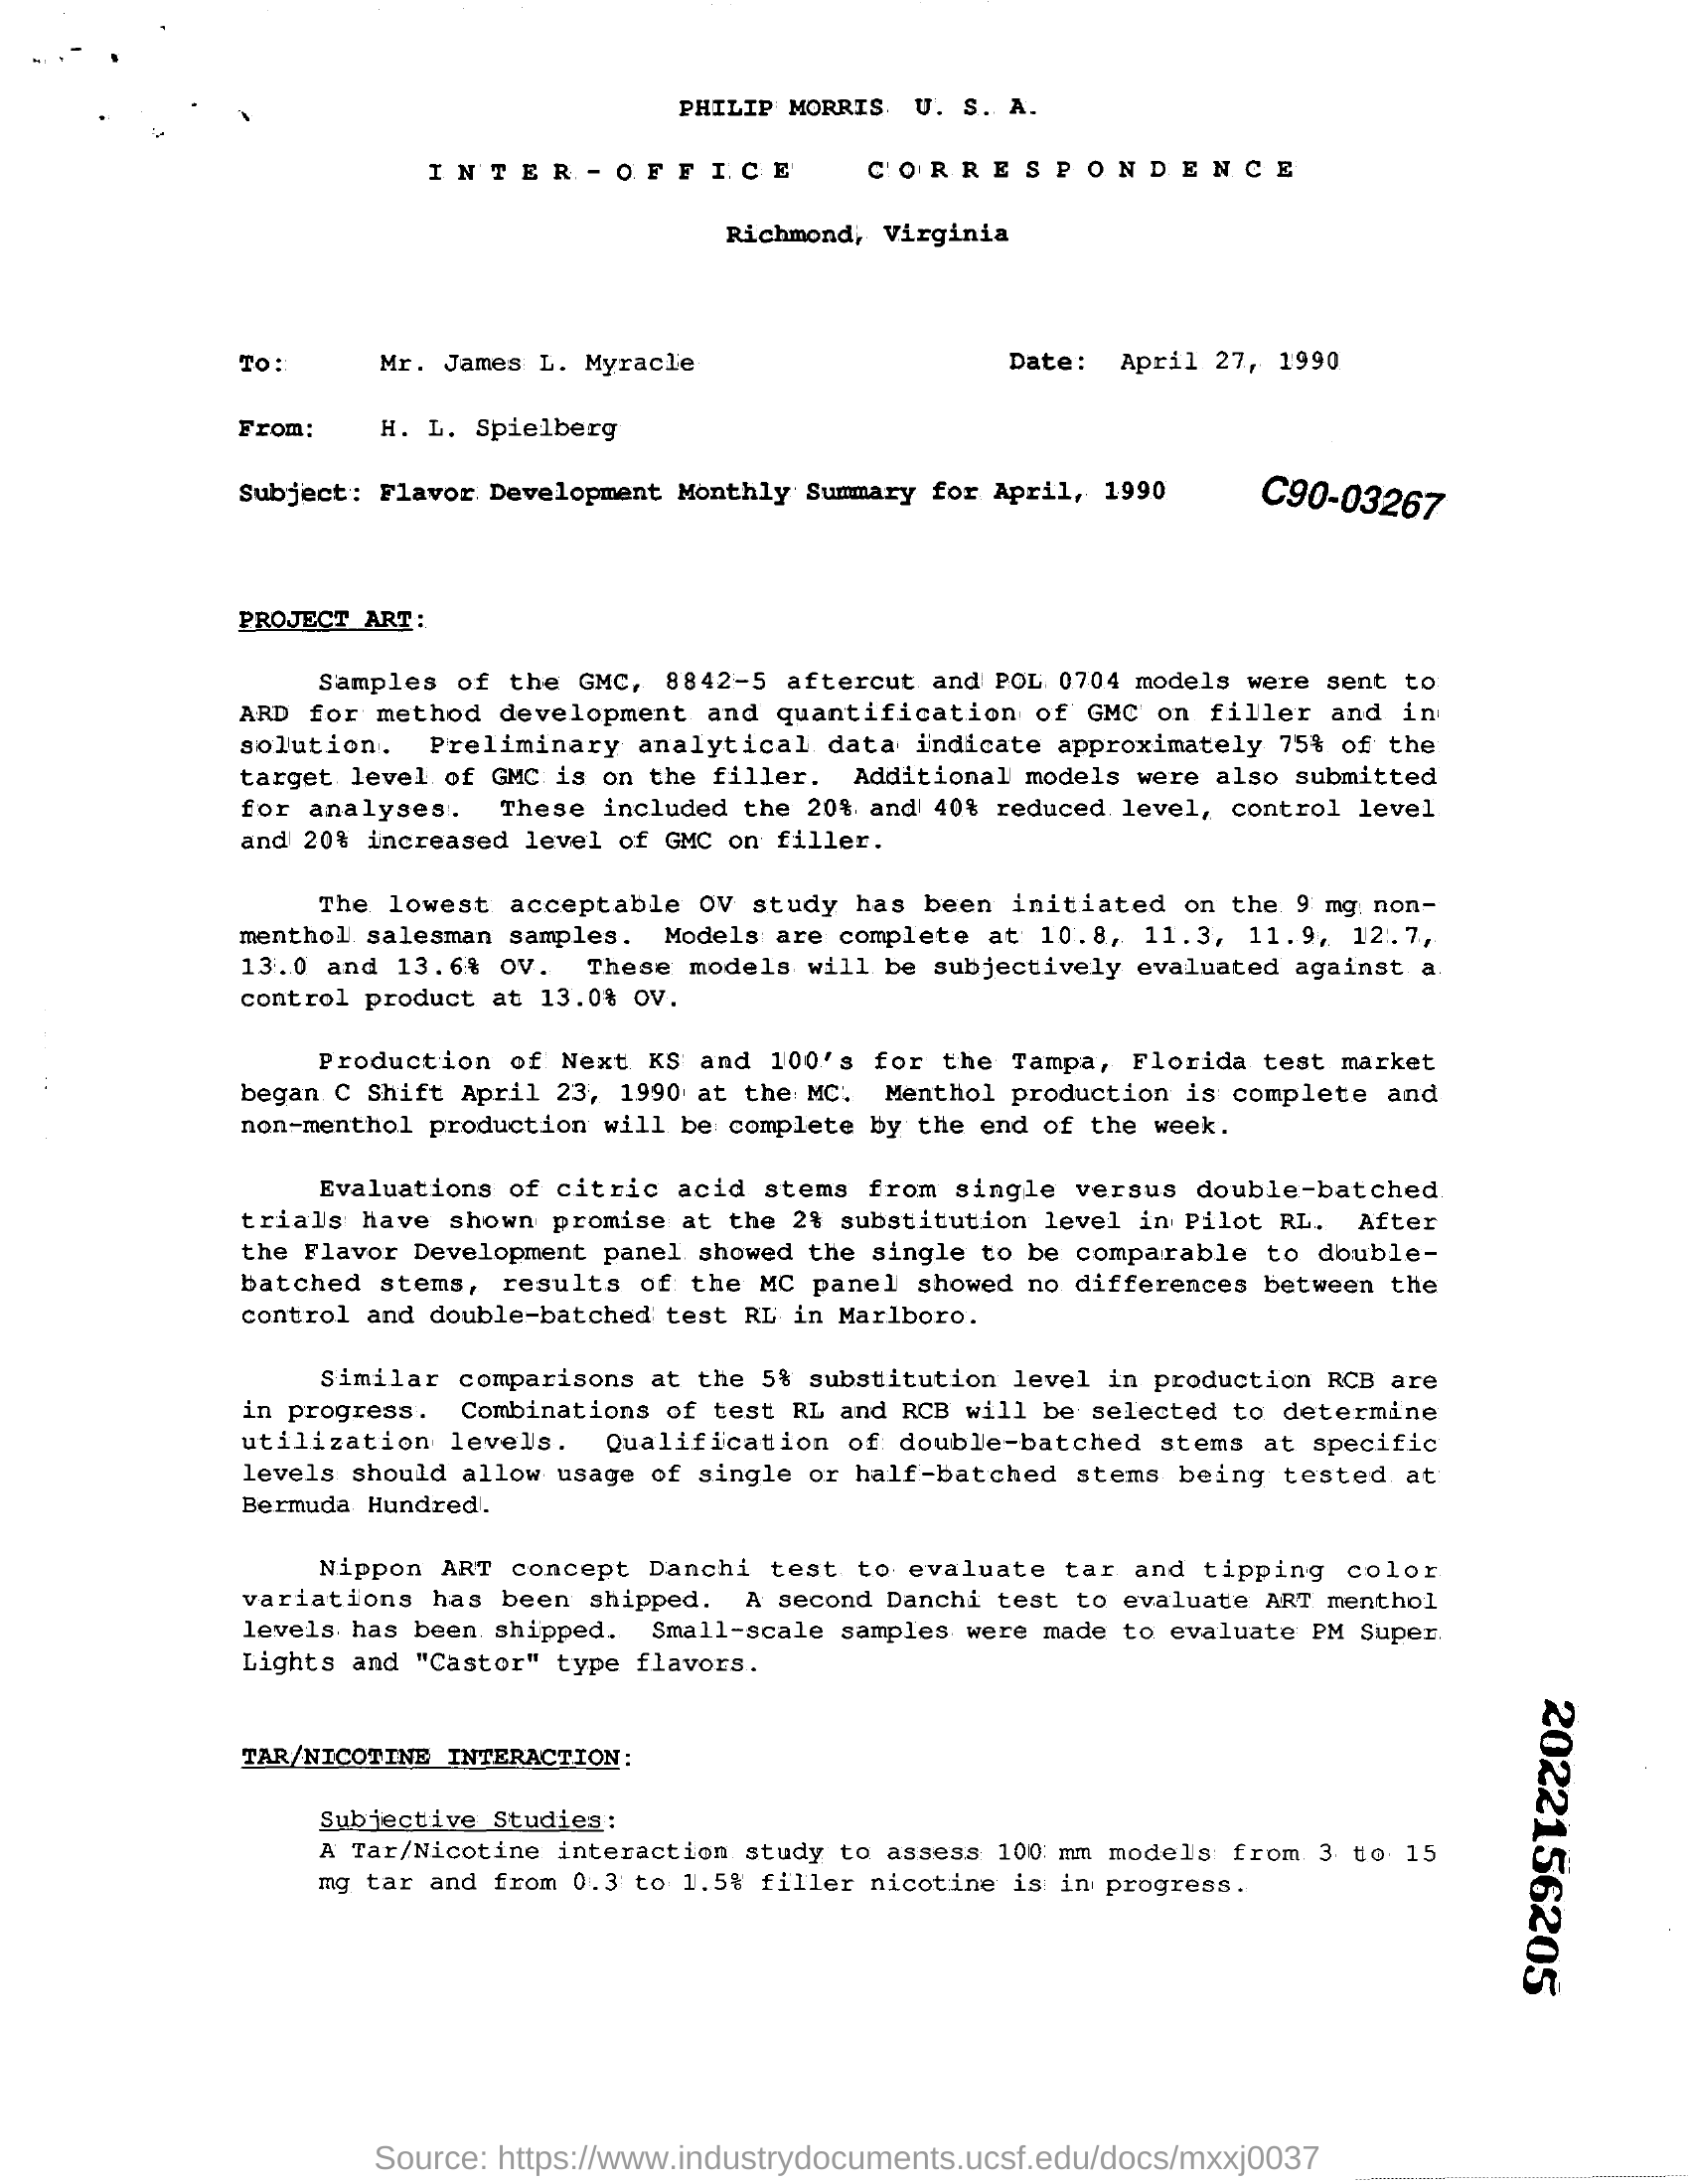 PHILIP MORRIS U. S. A.
INTER-OFFICE CORRESPONDENCE
Richmond, Virginia
To: Mr. James L. Myracle Date: April 27, 1990
From: H. L. Spielberg
Subject: Flavor Development Monthly Summary for April, 1990 C90-03267
PROJECT ART:
Samples of the GMC, 8842-5 aftercut and POL 0704 models were sent to
ARD for method development and quantification of GMC on filler and in
solution. Preliminary analytical data indicate approximately 75% of the
target level of GMC is on the filler. Additional models were also submitted
for analyses. These included the 20% and 40% reduced level, control level
and 20% increased level of GMC on filler.
The lowest acceptable OV study has been initiated on the 9 mg non-
menthol salesman samples. Models are complete at 10.8, 11.3, 11.9, 12.7,
13.0 and 13.6% OV. These models will be subjectively evaluated against a
control product at 13.0% OV.
Production of Next KS and 100's for the Tampa, Florida test market
began C Shift April 23, 1990 at the MC. Menthol production is complete and
non-menthol production will be complete by the end of the week.
Evaluations of citric acid stems from single versus double-batched
trials have shown promise at the 2% substitution level in Pilot RL. After
the Flavor Development panel showed the single to be comparable to double-
batched stems, results of the MC panel showed no differences between the
control and double-batched test RL in Marlboro.
Similar comparisons at the 5% substitution level in production RCB are
in progress. Combinations of test RL and RCB will be selected to determine
utilization levels. Qualification of double-batched stems at specific
levels should allow usage of single or half-batched stems being tested at
Bermuda Hundred.
Nippon ART concept Danchi test to evaluate tar and tipping color
variations has been shipped. A second Danchi test to evaluate ART menthol
levels has been shipped. Small-scale samples were made to evaluate PM Super
Lights and "Castor" type flavors.
TAR/NICOTINE INTERACTION:
Subjective Studies:
A Tar/Nicotine interaction study to assess 100 mm models from 3 to 15
mg tar and from 0.3 to 1.5% filler nicotine is in progress.
2022156205
Source: https://www.industrydocuments.ucsf.edu/docs/mxxj0037